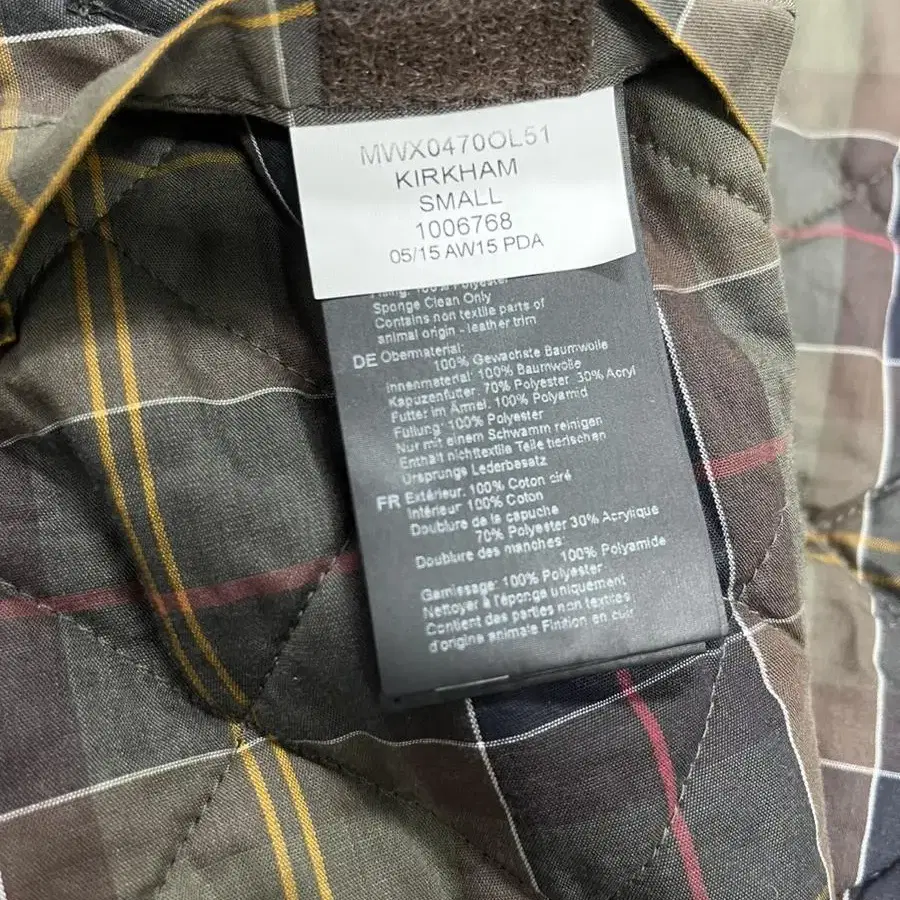 MWX0470OL51
KIRKHAM
SMALL
1006768
05/15 AW15 PDA
100% Polyester
Sponge Clean Only
Contains non textile parts of
animal origin - leather trim
DE Obermaterial:
100% Gewachste Baumwolle
Innenmaterial: 100% Baumwolle
Kapuzenfutter: 70% Polyester 30% Acryl
Futter im Ärmel: 100% Polyamid
Füllung: 100% Polyester
Nur mit einem Schwamm reinigen
Enthält nichttextile Teile tierischen
Ursprungs Lederbesatz
FR Extérieur: 100% Coton ciré
Intérieur: 100% Coton
Doublure de la capuche
70% Polyester 30% Acrylique
Doublure des manches:
100% Polyamide
Garnissage: 100% Polyester
Nettoyer à l'éponge uniquement
Contient des parties non textiles
d'origine animale Finition en cuir